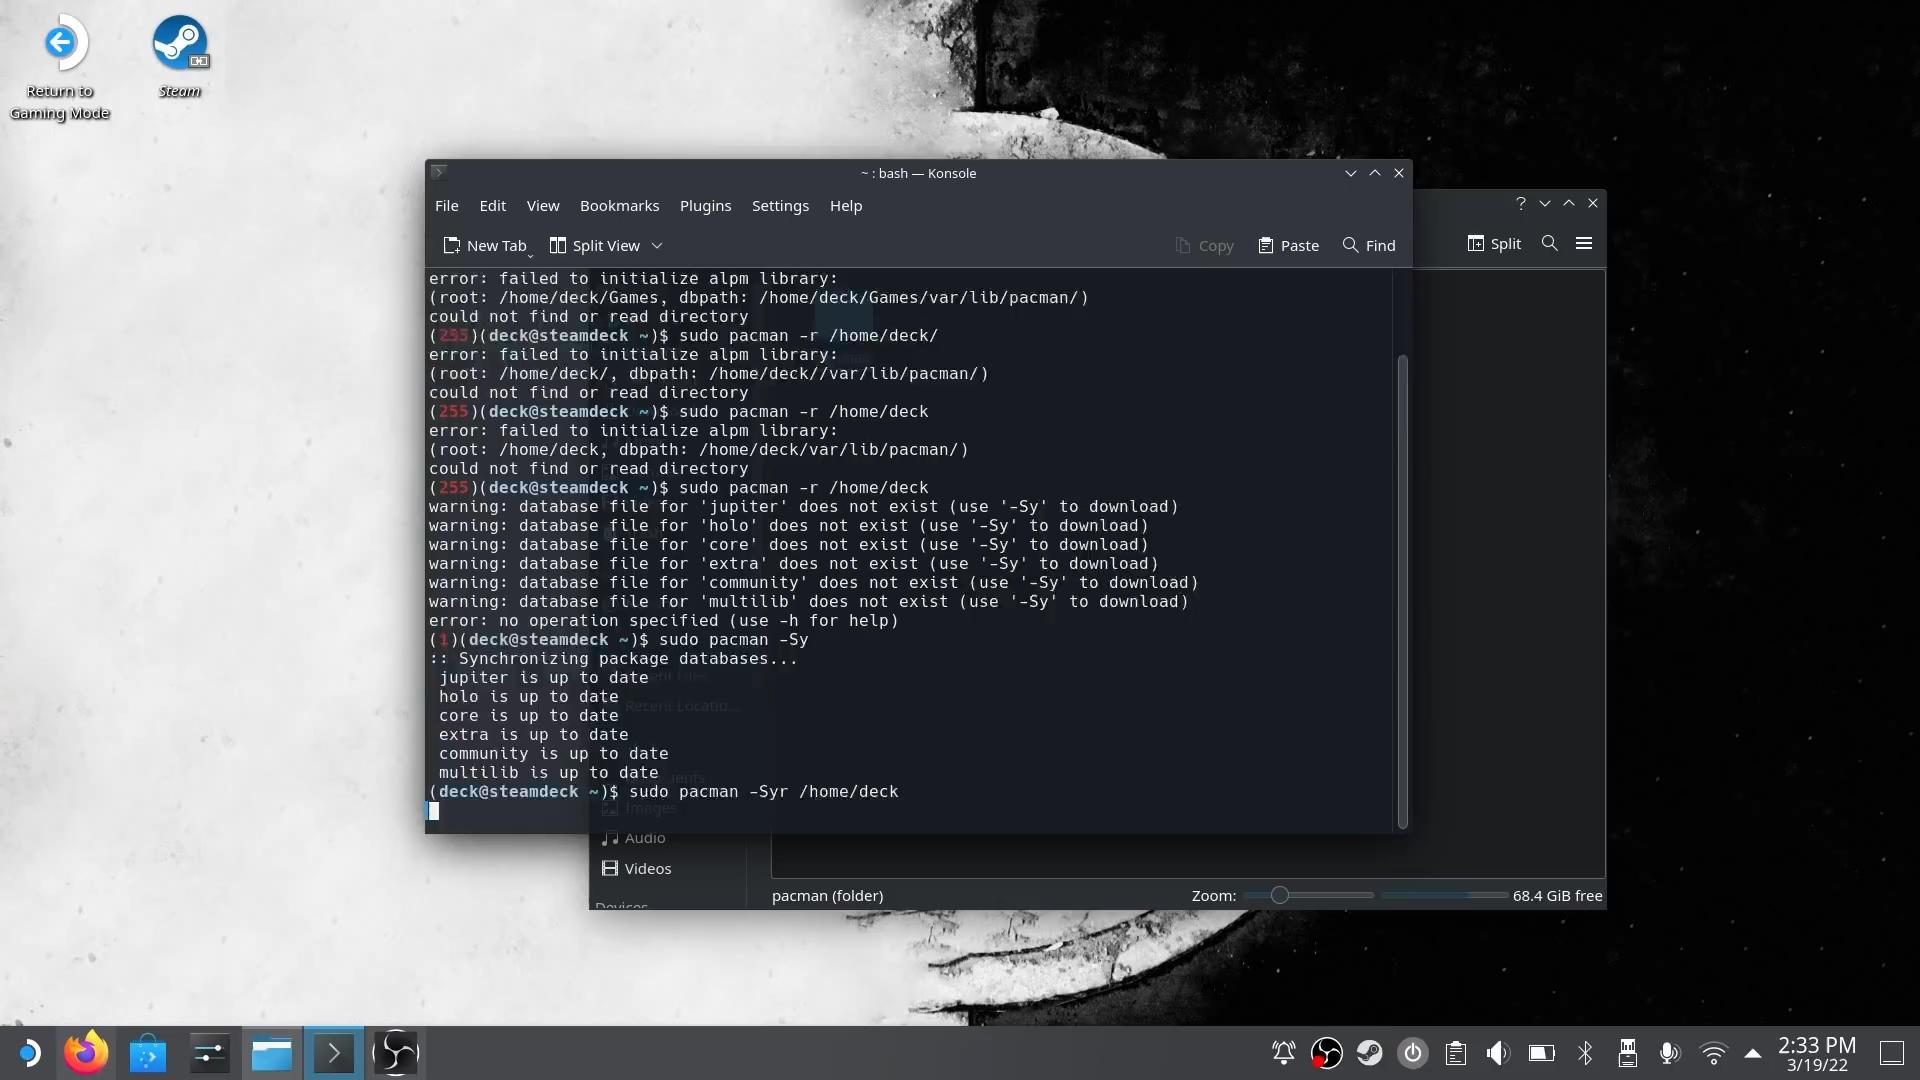 Return to
Gaming Mode
Steam
~ : bash — Konsole
File Edit View Bookmarks Plugins Settings Help
New Tab Split View Copy Paste Find
Split
error: failed to initialize alpm library:
(root: /home/deck/Games, dbpath: /home/deck/Games/var/lib/pacman/)
could not find or read directory
(255)(deck@steamdeck ~)$ sudo pacman -r /home/deck/
error: failed to initialize alpm library:
(root: /home/deck/, dbpath: /home/deck//var/lib/pacman/)
could not find or read directory
(255)(deck@steamdeck ~)$ sudo pacman -r /home/deck
error: failed to initialize alpm library:
(root: /home/deck, dbpath: /home/deck/var/lib/pacman/)
could not find or read directory
(255)(deck@steamdeck ~)$ sudo pacman -r /home/deck
warning: database file for 'jupiter' does not exist (use '-Sy' to download)
warning: database file for 'holo' does not exist (use '-Sy' to download)
warning: database file for 'core' does not exist (use '-Sy' to download)
warning: database file for 'extra' does not exist (use '-Sy' to download)
warning: database file for 'community' does not exist (use '-Sy' to download)
warning: database file for 'multilib' does not exist (use '-Sy' to download)
error: no operation specified (use -h for help)
(1)(deck@steamdeck ~)$ sudo pacman -Sy
:: Synchronizing package databases...
jupiter is up to date
holo is up to date
Recent Locatio...
core is up to date
extra is up to date
community is up to date
multilib is up to date
(deck@steamdeck ~)$ sudo pacman -Syr /home/deck
Images
Audio
Videos
Devices
pacman (folder)
Zoom:
68.4 GiB free
2:33 PM
3/19/22